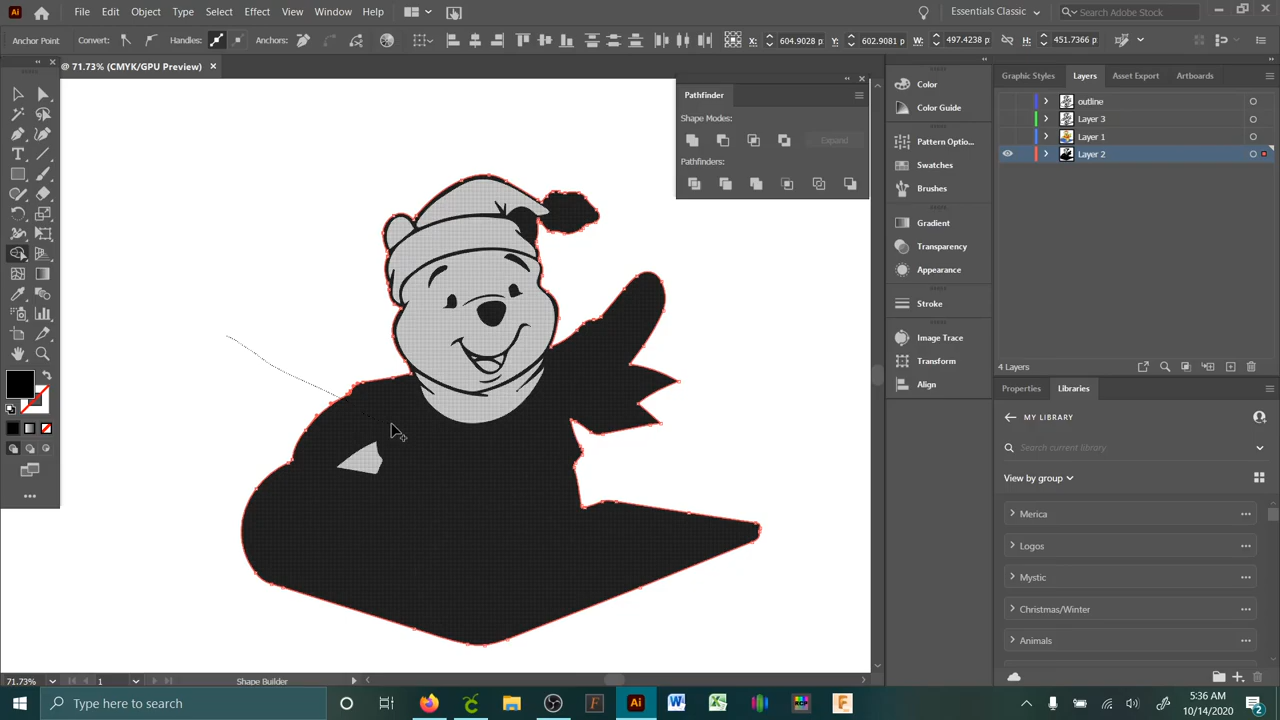 Ai File Edit Object Type Select Effect View Window Help Essentials Classic Adobe Stock
Anchor Point Convert: Handles: Anchors: X: 604.9028 p Y: 602.9081 p W: 497.4238 p H: 451.7366 p
@ 71.73% (CMYK/GPU Preview) ×
Pathfinder
Shape Modes:
Expand
Pathfinders:
Color
Color Guide
Pattern Optio...
Swatches
Brushes
Gradient
Transparency
Appearance
Stroke
Image Trace
Transform
Align
Graphic Styles Layers Asset Export Artboards
outline
Layer 3
Layer 1
Layer 2
4 Layers
Properties Libraries
MY LIBRARY
Search current library
View by group
Merica
Logos
Mystic
Christmas/Winter
Animals
71.73% 1 Shape Builder
Type here to search
5:36 AM
10/14/2020
2